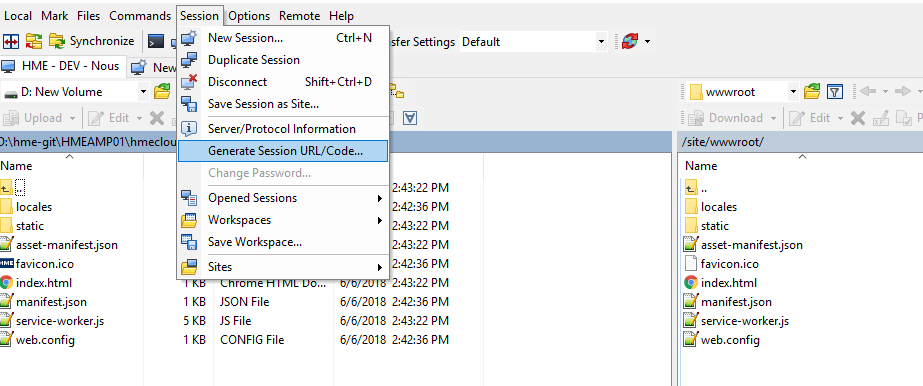 Local Mark Files Commands Session Options Remote Help
Synchronize
New Session... Ctrl+N
fer Settings Default
HME - DEV - Nous New
Duplicate Session
Disconnect Shift+Ctrl+D
D: New Volume
wwwroot
Save Session as Site...
Upload Edit
Download Edit
Server/Protocol Information
D:\hme-git\HMEAMP01\hmeclou
/site/wwwroot/
Generate Session URL/Code...
Name
Name
Change Password...
.. 2:43:22 PM
..
Opened Sessions
locales 2:42:36 PM
locales
Workspaces
static 2:43:22 PM
static
Save Workspace...
asset-manifest.json 2:43:22 PM
asset-manifest.json
Sites
HME favicon.ico 2:42:36 PM
favicon.ico
index.html 1 KB Chrome HTML Do... 6/6/2018 2:43:22 PM
index.html
manifest.json 1 KB JSON File 6/6/2018 2:42:36 PM
manifest.json
service-worker.js 5 KB JS File 6/6/2018 2:43:22 PM
service-worker.js
web.config 1 KB CONFIG File 6/6/2018 2:42:36 PM
web.config